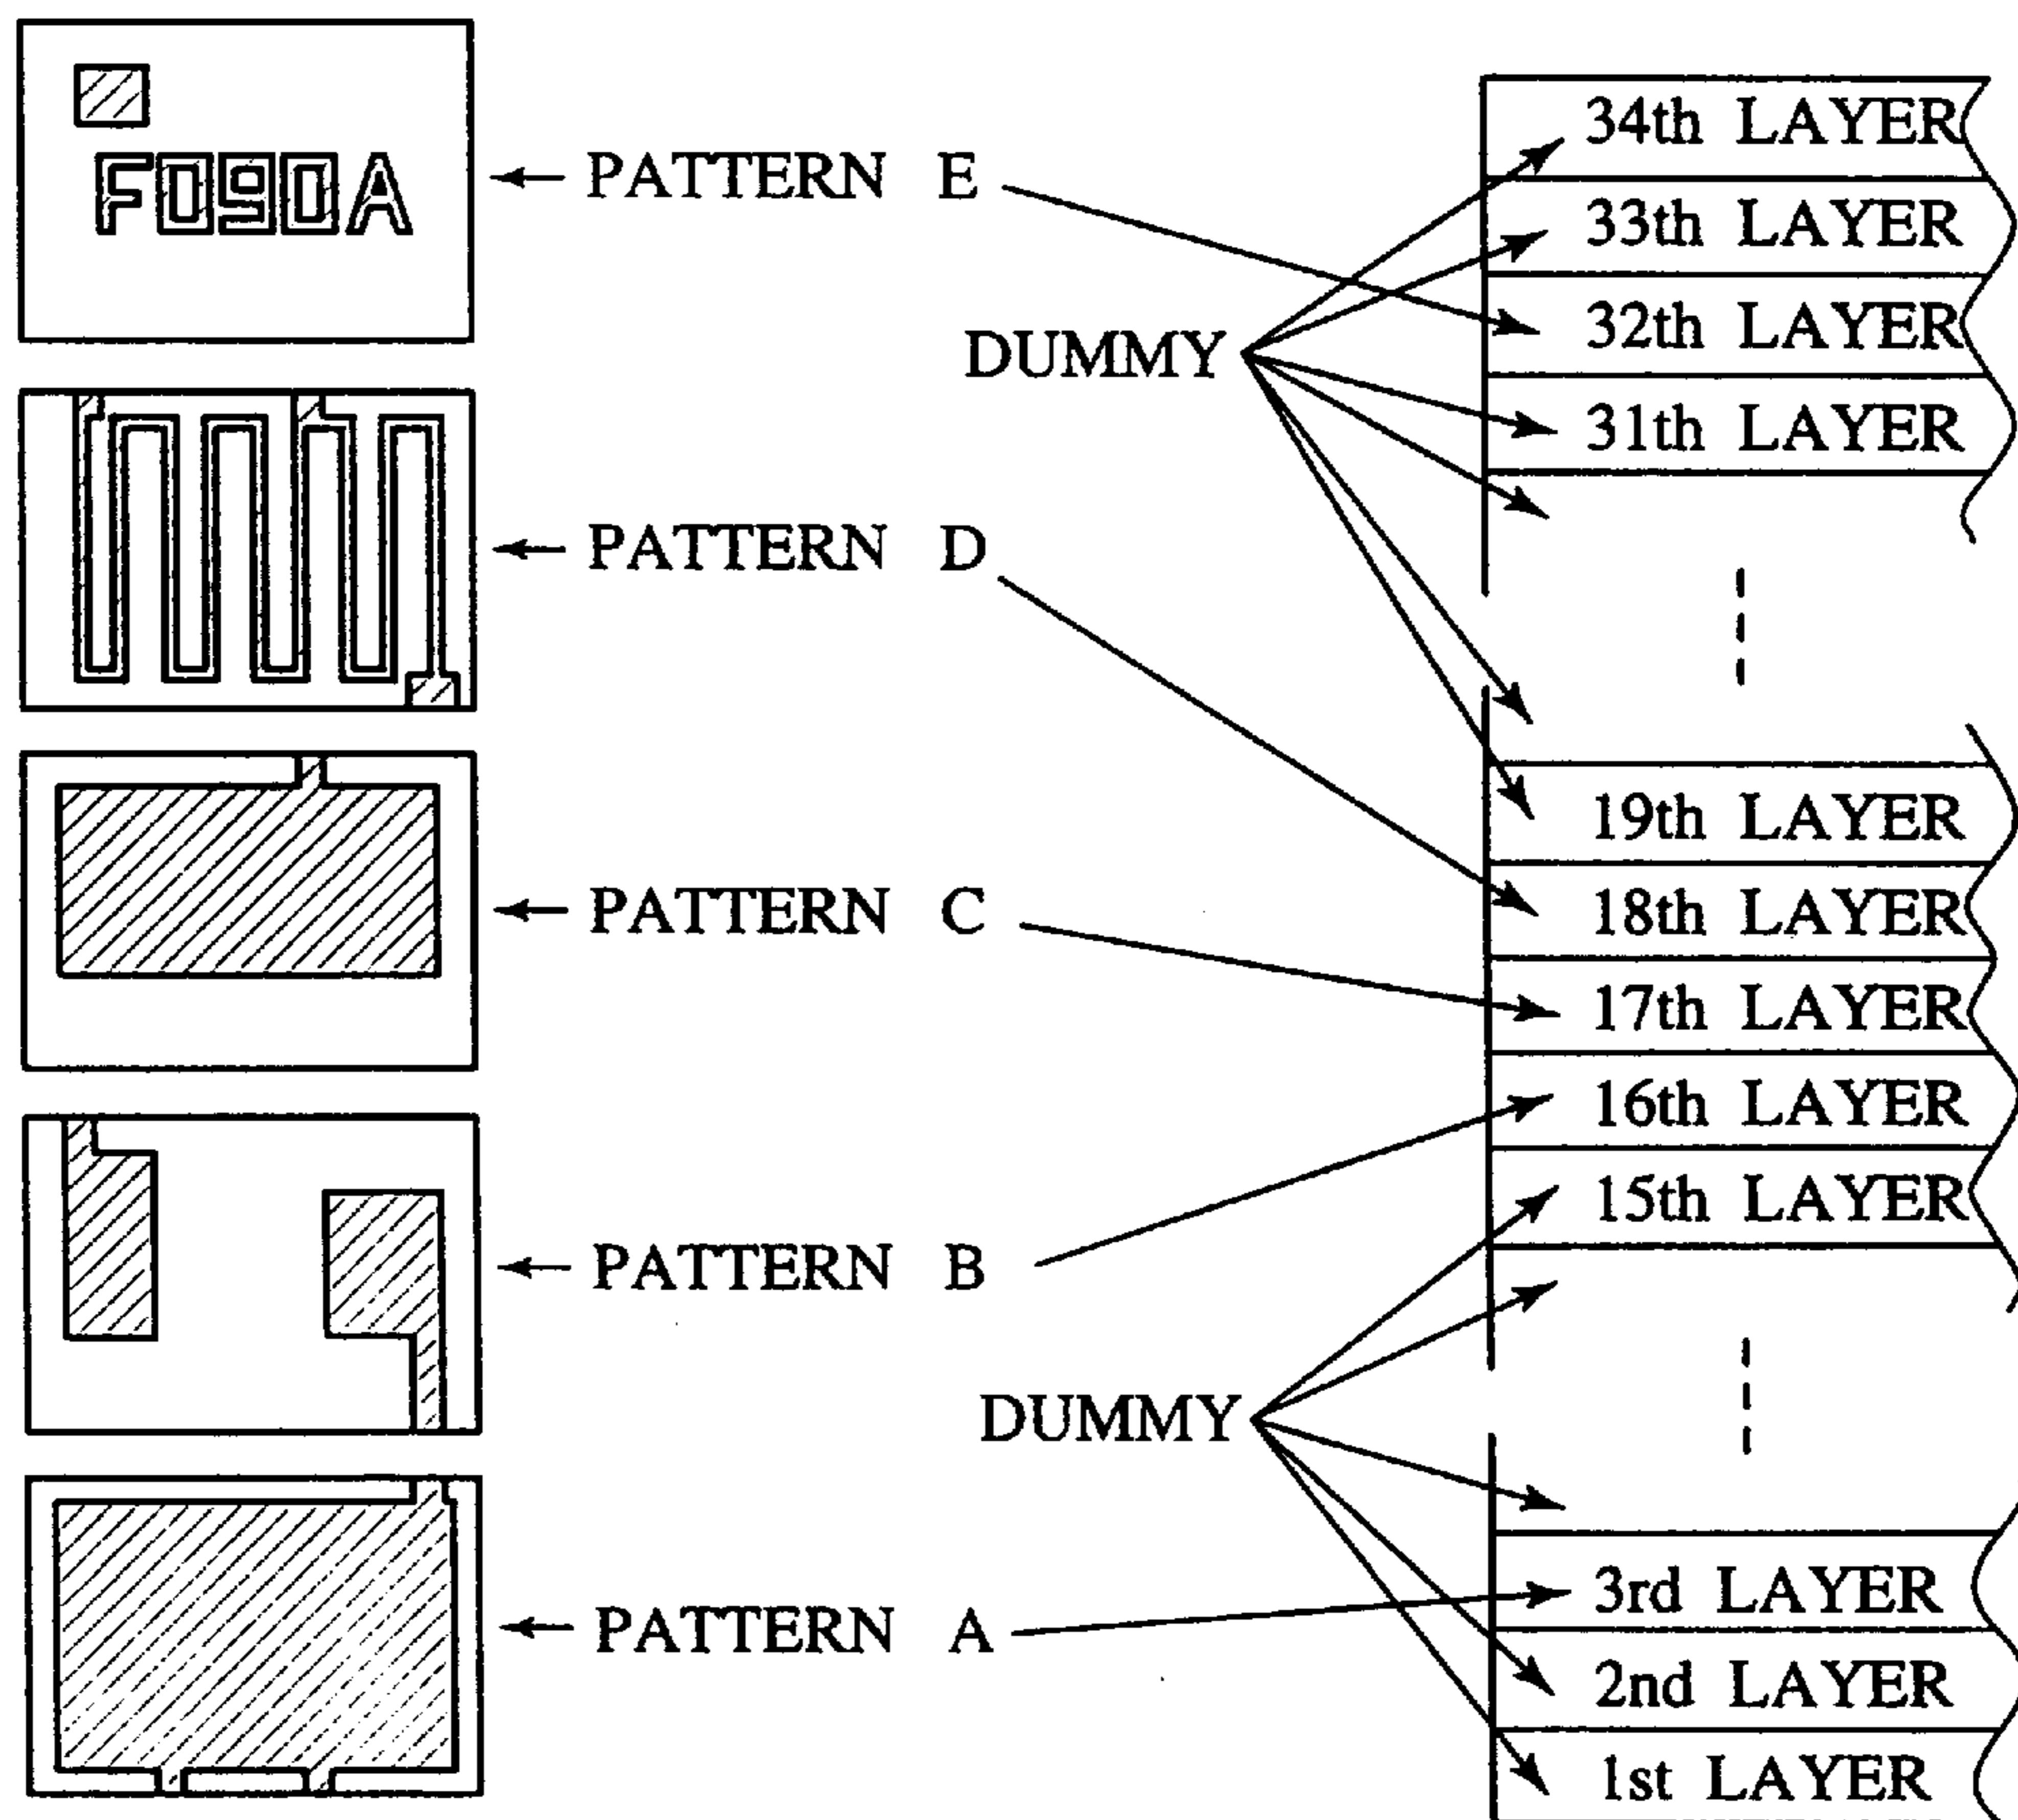 F090A
PATTERN E
PATTERN D
PATTERN C
PATTERN B
PATTERN A
DUMMY
DUMMY
34th LAYER
33th LAYER
32th LAYER
31th LAYER
19th LAYER
18th LAYER
17th LAYER
16th LAYER
15th LAYER
3rd LAYER
2nd LAYER
1st LAYER